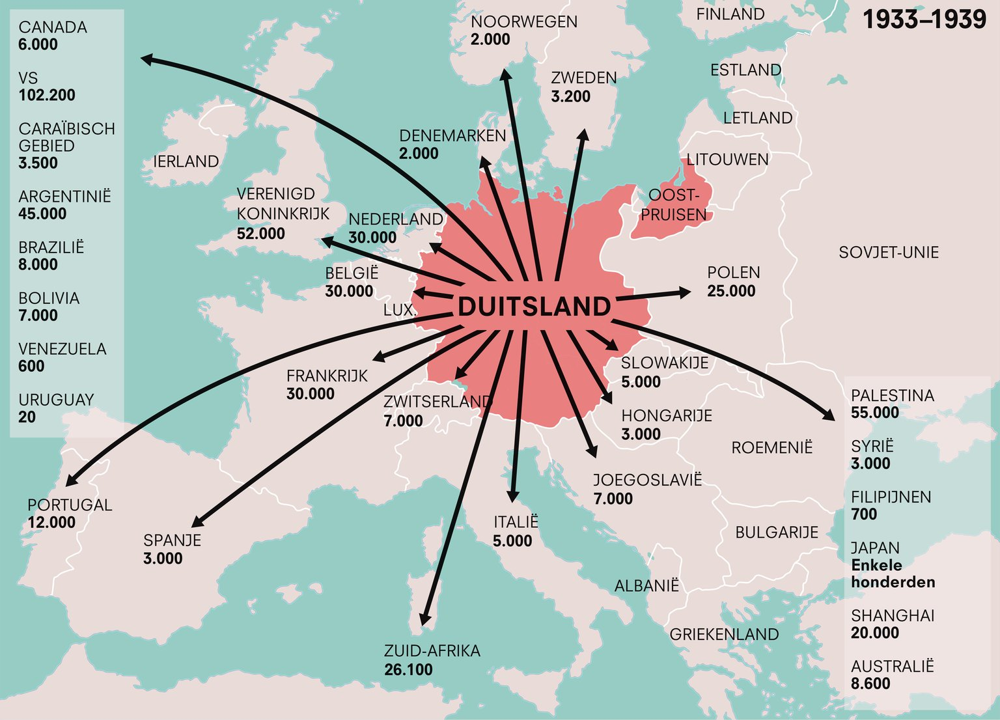 1933–1939
CANADA
6.000
VS
102.200
CARAÏBISCH
GEBIED
3.500
ARGENTINIË
45.000
BRAZILIË
8.000
BOLIVIA
7.000
VENEZUELA
600
URUGUAY
20
NOORWEGEN
2.000
FINLAND
ZWEDEN
3.200
ESTLAND
LETLAND
LITOUWEN
DENEMARKEN
2.000
IERLAND
VERENIGD
KONINKRIJK
52.000
NEDERLAND
30.000
OOST-
PRUISEN
SOVJET-UNIE
BELGIË
30.000
LUX.
DUITSLAND
POLEN
25.000
FRANKRIJK
30.000
ZWITSERLAND
7.000
SLOWAKIJE
5.000
HONGARIJE
3.000
ROEMENIË
JOEGOSLAVIË
7.000
PORTUGAL
12.000
SPANJE
3.000
ITALIË
5.000
BULGARIJE
ALBANIË
GRIEKENLAND
ZUID-AFRIKA
26.100
PALESTINA
55.000
SYRIË
3.000
FILIPIJNEN
700
JAPAN
Enkele
honderden
SHANGHAI
20.000
AUSTRALIË
8.600